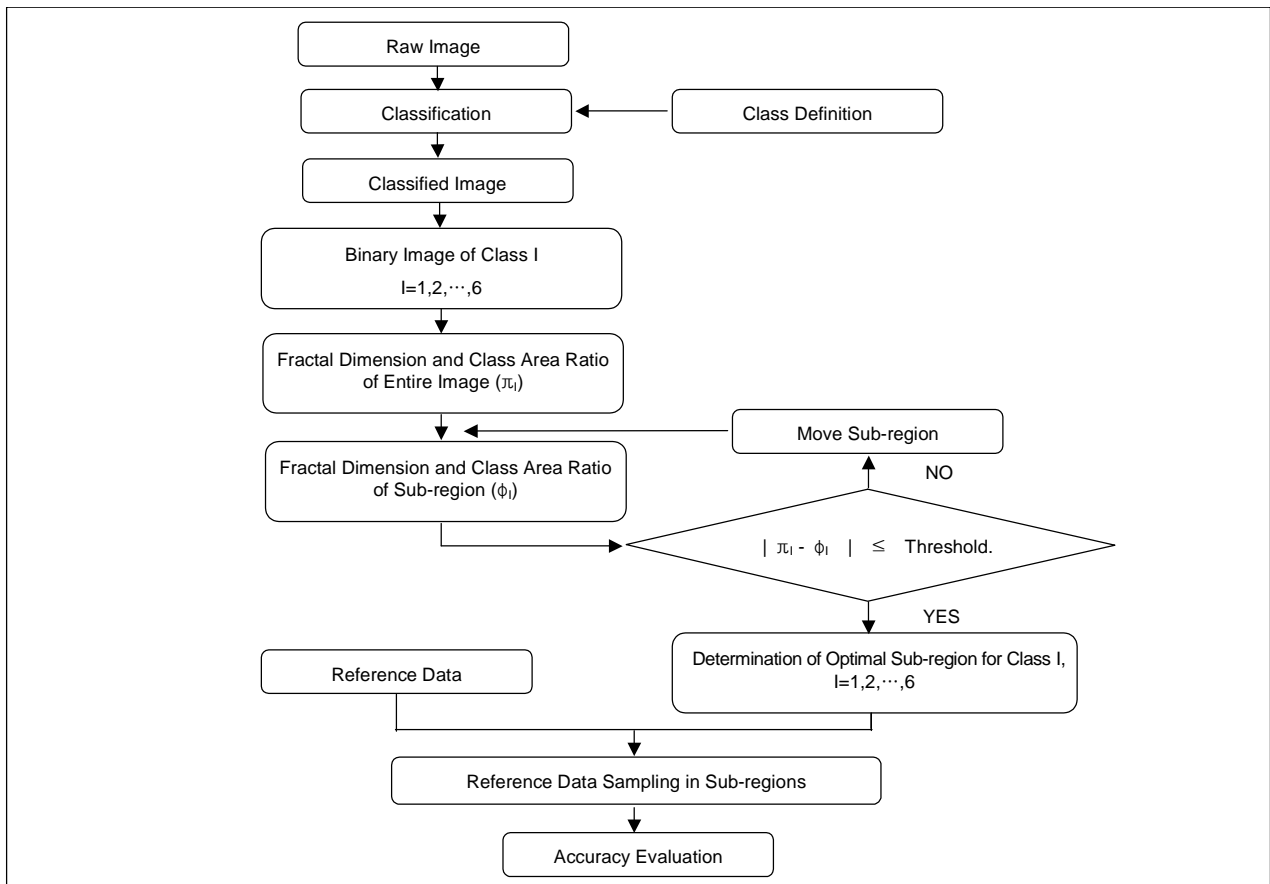 Raw Image
Classification
Class Definition
Classified Image
Binary Image of Class I
I=1,2,⋯,6
Fractal Dimension and Class Area Ratio
of Entire Image (πI)
Move Sub-region
Fractal Dimension and Class Area Ratio
of Sub-region (ϕI)
NO
| πI - ϕI | ≤ Threshold.
YES
Determination of Optimal Sub-region for Class I,
I=1,2,⋯,6
Reference Data
Reference Data Sampling in Sub-regions
Accuracy Evaluation